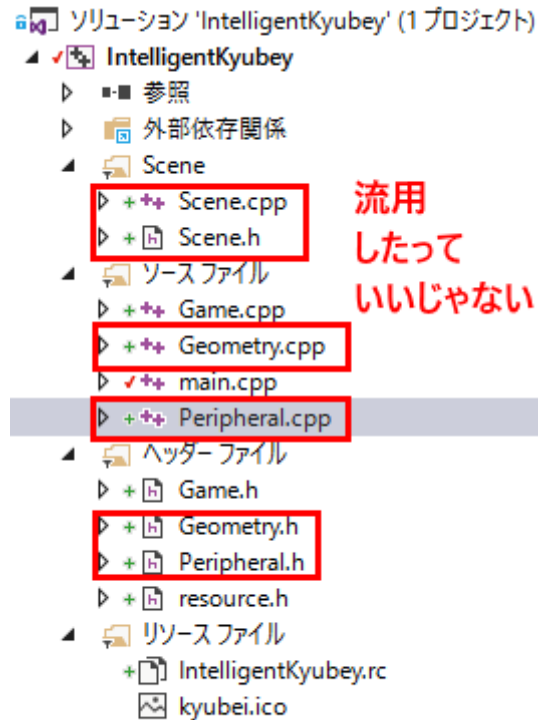 ソリューション 'IntelligentKyubey' (1 プロジェクト)
IntelligentKyubey
参照
外部依存関係
Scene
Scene.cpp
Scene.h
流用
したって
いいじゃない
ソース ファイル
Game.cpp
Geometry.cpp
main.cpp
Peripheral.cpp
ヘッダー ファイル
Game.h
Geometry.h
Peripheral.h
resource.h
リソース ファイル
IntelligentKyubey.rc
kyubei.ico